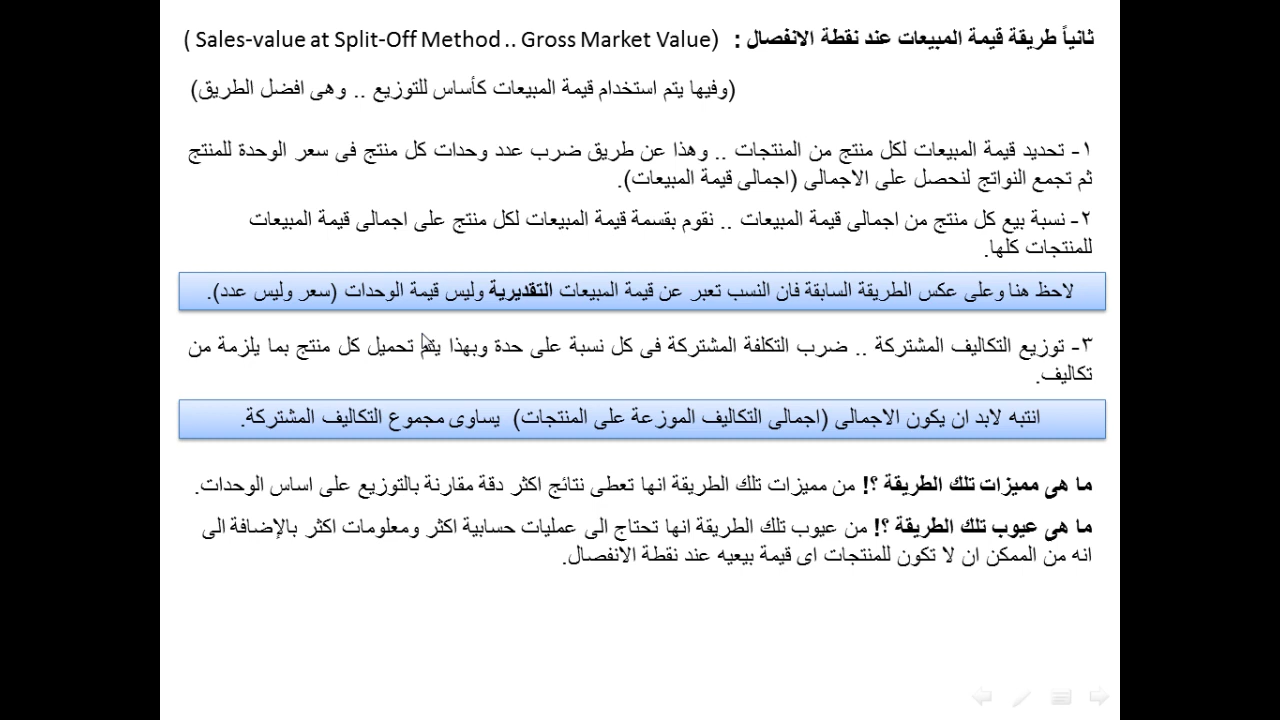 ثانياً طريقة قيمة المبيعات عند نقطة الانفصال : (Sales-value at Split-Off Method .. Gross Market Value )
(وفيها يتم استخدام قيمة المبيعات كأساس للتوزيع .. وهى افضل الطريق)
١- تحديد قيمة المبيعات لكل منتج من المنتجات .. وهذا عن طريق ضرب عدد وحدات كل منتج فى سعر الوحدة للمنتج
ثم تجمع النواتج لنحصل على الاجمالى (اجمالى قيمة المبيعات).
٢- نسبة بيع كل منتج من اجمالى قيمة المبيعات .. نقوم بقسمة قيمة المبيعات لكل منتج على اجمالى قيمة المبيعات
للمنتجات كلها.
لاحظ هنا وعلى عكس الطريقة السابقة فان النسب تعبر عن قيمة المبيعات التقديرية وليس قيمة الوحدات (سعر وليس عدد).
٣- توزيع التكاليف المشتركة .. ضرب التكلفة المشتركة فى كل نسبة على حدة وبهذا يتم تحميل كل منتج بما يلزمة من
تكاليف.
انتبه لابد ان يكون الاجمالى (اجمالى التكاليف الموزعة على المنتجات) يساوى مجموع التكاليف المشتركة.
ما هى مميزات تلك الطريقة ؟! من مميزات تلك الطريقة انها تعطى نتائج اكثر دقة مقارنة بالتوزيع على اساس الوحدات.
ما هى عيوب تلك الطريقة ؟! من عيوب تلك الطريقة انها تحتاج الى عمليات حسابية اكثر ومعلومات اكثر بالإضافة الى
انه من الممكن ان لا تكون للمنتجات اى قيمة بيعيه عند نقطة الانفصال.